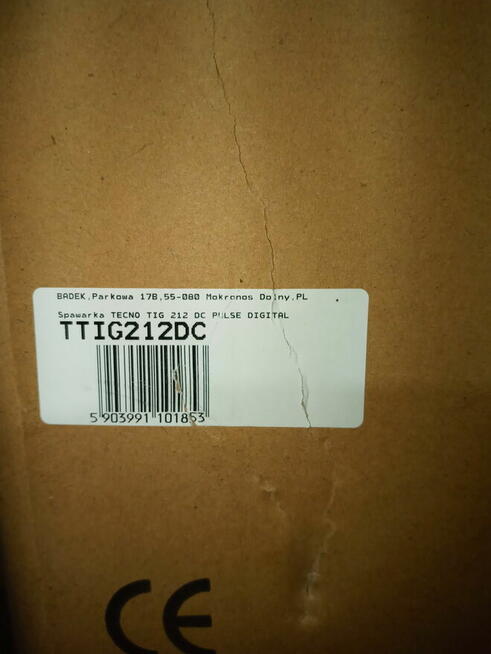 BADEK,Parkowa 17B,55-080 Mokronos Dolny,PL
Spawarka TECNO TIG 212 DC PULSE DIGITAL
TTIG212DC
5 903991 101853
CE